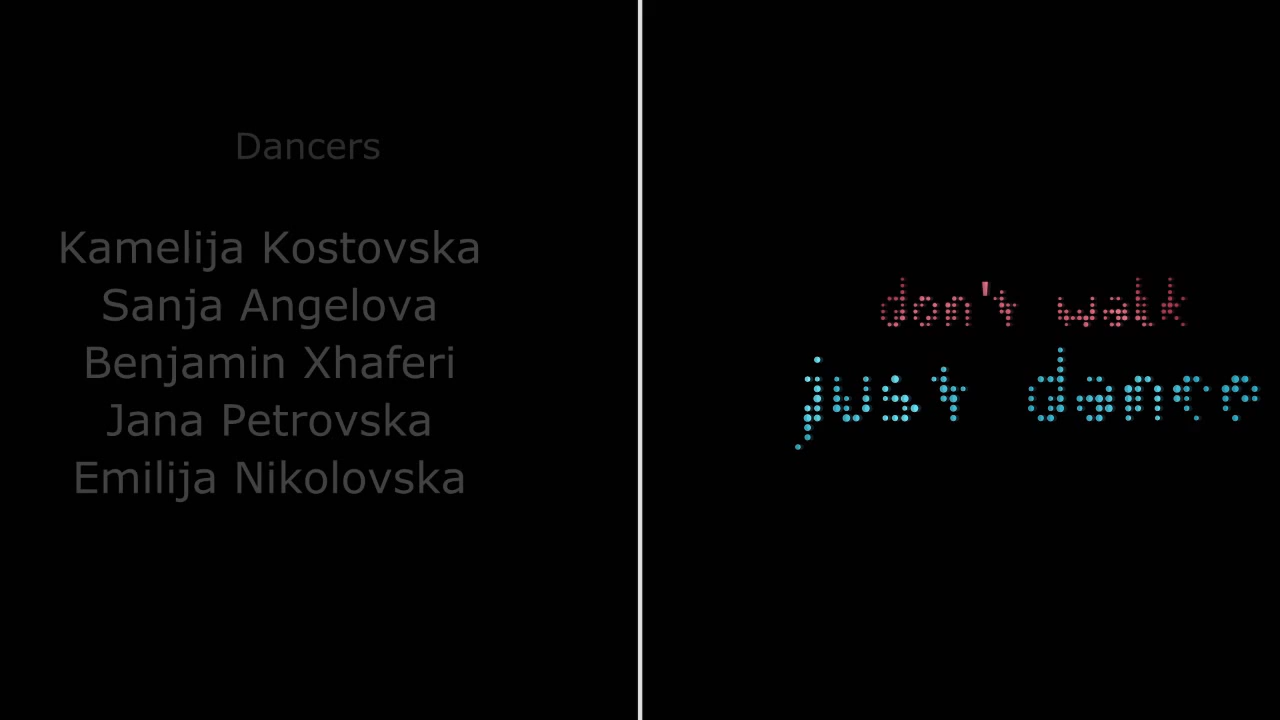 Dancers
Kamelija Kostovska
Sanja Angelova
Benjamin Xhaferi
Jana Petrovska
Emilija Nikolovska
don't walk
just dance